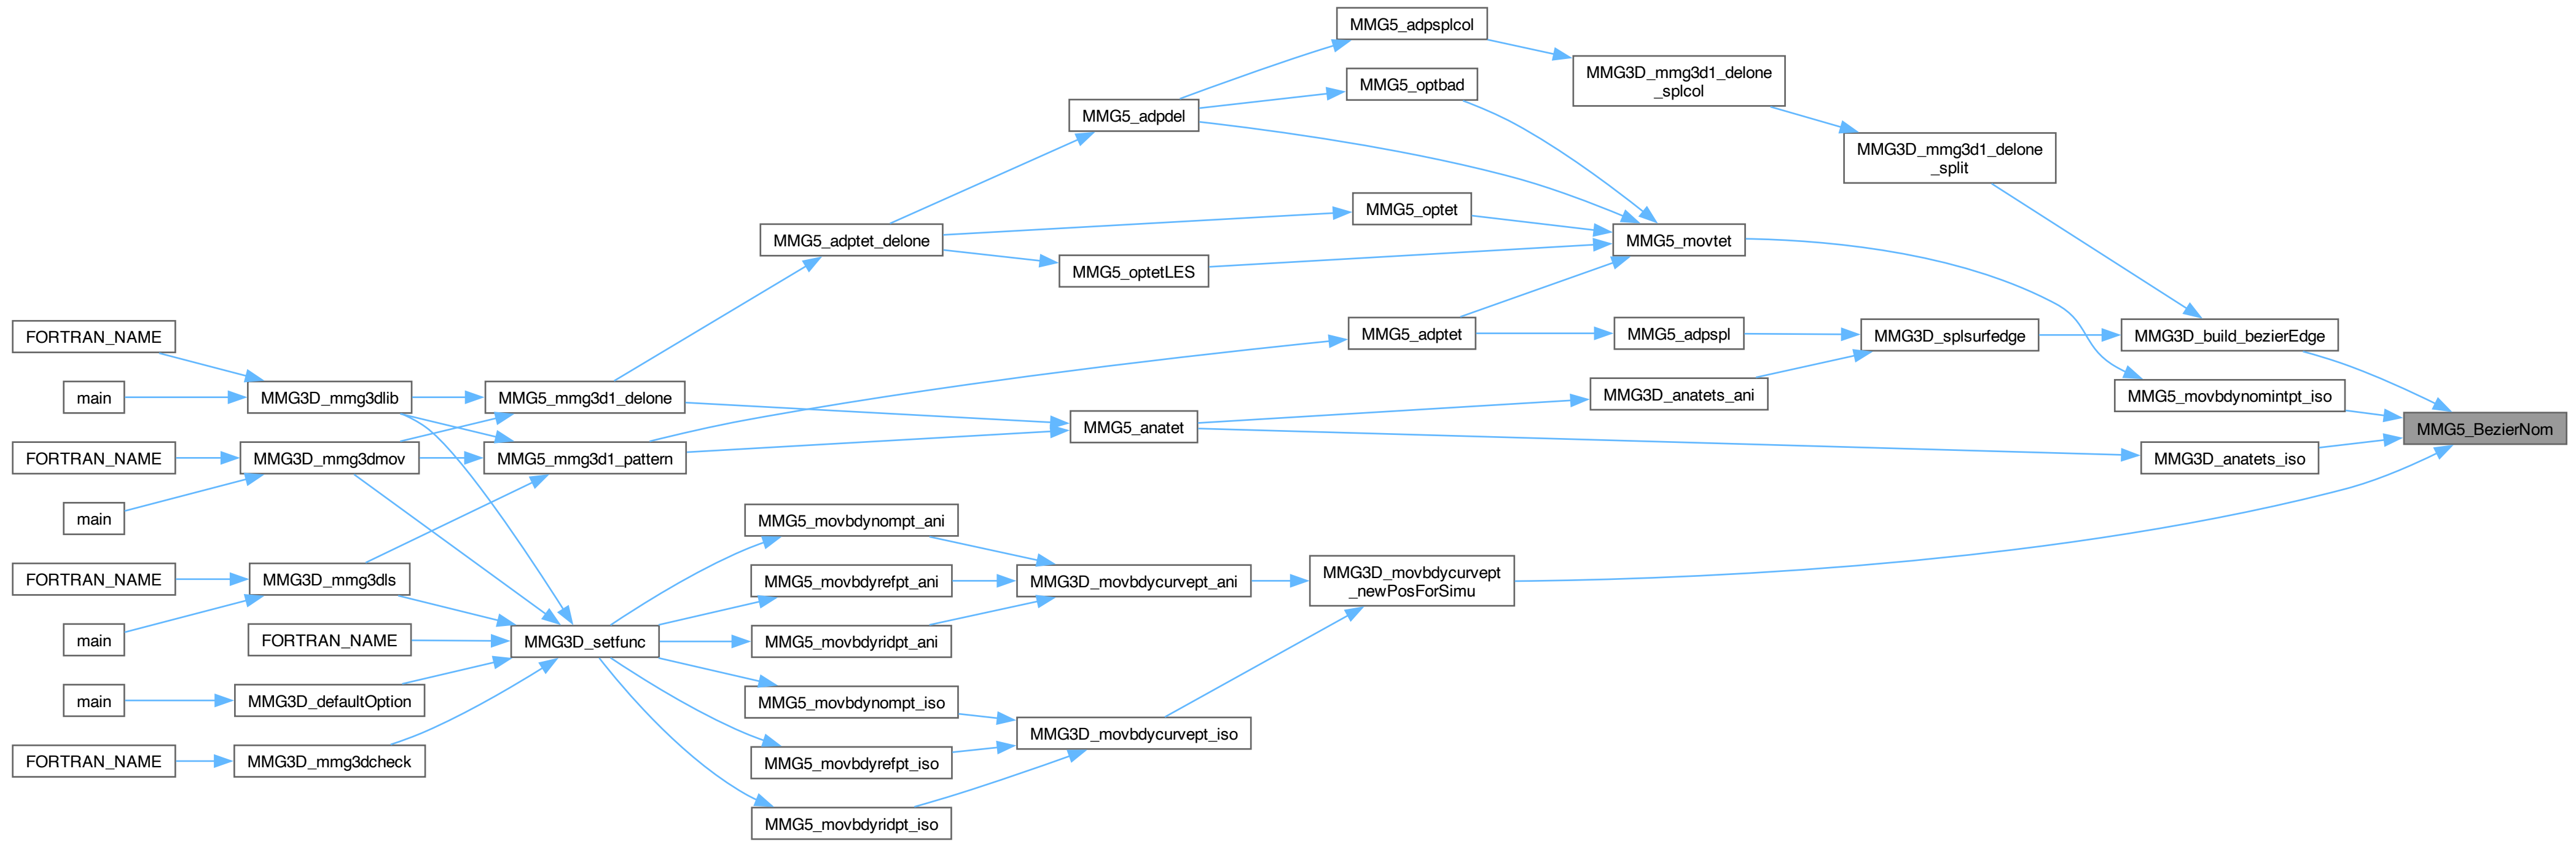 MMG5_adpsplcol
MMG3D_mmg3d1_delone
_splcol
MMG5_optbad
MMG5_adpdel
MMG3D_mmg3d1_delone
_split
MMG5_optet
MMG5_adptet_delone
MMG5_movtet
MMG5_optetLES
FORTRAN_NAME
MMG5_adptet
MMG5_adpspl
MMG3D_splsurfedge
MMG3D_build_bezierEdge
main
MMG3D_mmg3dlib
MMG5_mmg3d1_delone
MMG3D_anatets_ani
MMG5_movbdynomintpt_iso
MMG5_anatet
MMG5_BezierNom
FORTRAN_NAME
MMG3D_mmg3dmov
MMG5_mmg3d1_pattern
MMG3D_anatets_iso
main
MMG5_movbdynompt_ani
FORTRAN_NAME
MMG3D_mmg3dls
MMG5_movbdyrefpt_ani
MMG3D_movbdycurvept_ani
MMG3D_movbdycurvept
_newPosForSimu
main
FORTRAN_NAME
MMG3D_setfunc
MMG5_movbdyridpt_ani
main
MMG3D_defaultOption
MMG5_movbdynompt_iso
MMG3D_movbdycurvept_iso
FORTRAN_NAME
MMG3D_mmg3dcheck
MMG5_movbdyrefpt_iso
MMG5_movbdyridpt_iso